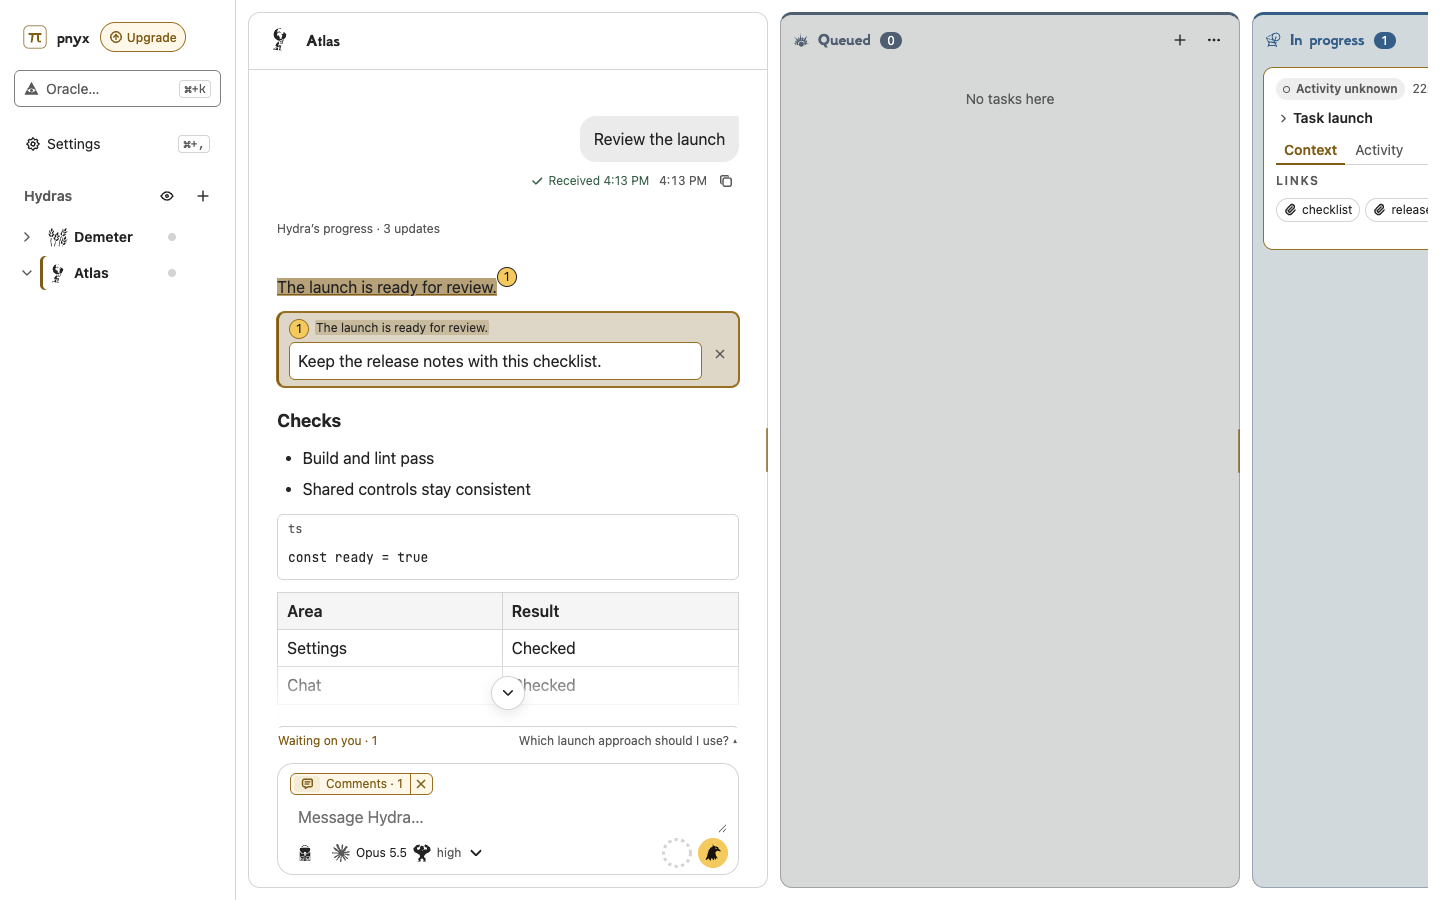 pnyx
Upgrade
Oracle...
⌘+K
Settings
⌘+,
Hydras
Demeter
Atlas
Atlas
Review the launch
Received 4:13 PM 4:13 PM
Hydra's progress · 3 updates
The launch is ready for review.
1
1 The launch is ready for review.
Keep the release notes with this checklist.
Checks
• Build and lint pass
• Shared controls stay consistent
ts
const ready = true
Area Result
Settings Checked
Chat Checked
Waiting on you · 1
Which launch approach should I use?
Comments · 1
Message Hydra...
Opus 5.5 high
Queued 0
No tasks here
In progress 1
Activity unknown 22
Task launch
Context Activity
LINKS
checklist release